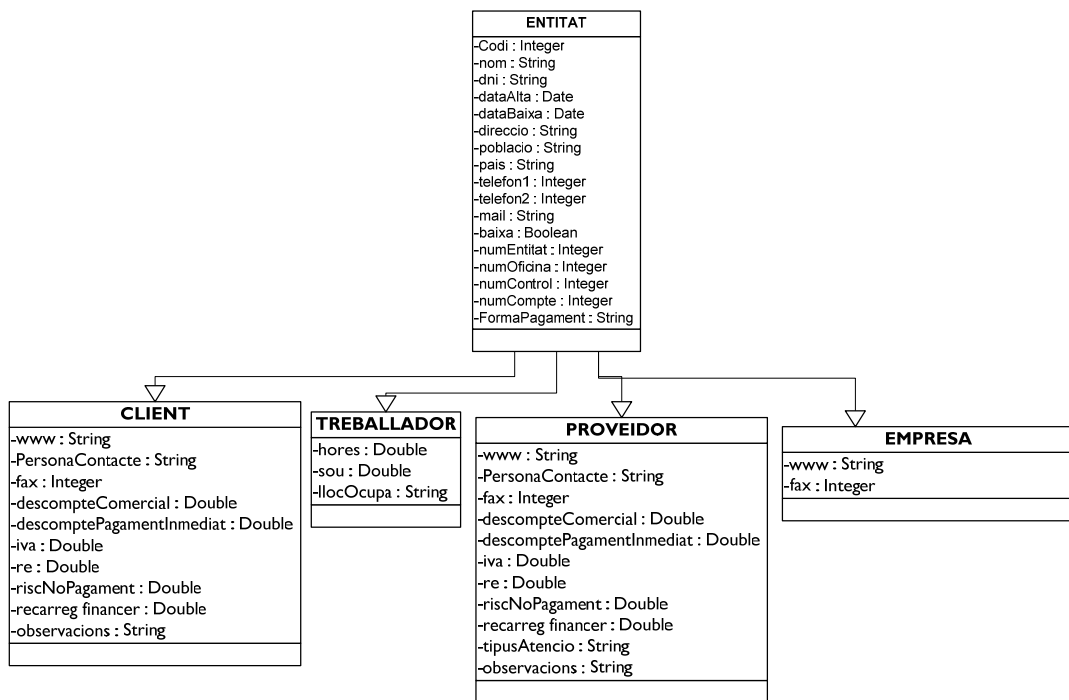 ENTITAT
-Codi : Integer
-nom : String
-dni : String
-dataAlta : Date
-dataBaixa : Date
-direccio : String
-poblacio : String
-pais : String
-telefon1 : Integer
-telefon2 : Integer
-mail : String
-baixa : Boolean
-numEntitat : Integer
-numOficina : Integer
-numControl : Integer
-numCompte : Integer
-FormaPagament : String
CLIENT
-www : String
-PersonaContacte : String
-fax : Integer
-descompteComercial : Double
-descomptePagamentInmediat : Double
-iva : Double
-re : Double
-riscNoPagament : Double
-recarreg financer : Double
-observacions : String
TREBALLADOR
-hores : Double
-sou : Double
-llocOcupa : String
PROVEIDOR
-www : String
-PersonaContacte : String
-fax : Integer
-descompteComercial : Double
-descomptePagamentInmediat : Double
-iva : Double
-re : Double
-riscNoPagament : Double
-recarreg financer : Double
-tipusAtencio : String
-observacions : String
EMPRESA
-www : String
-fax : Integer